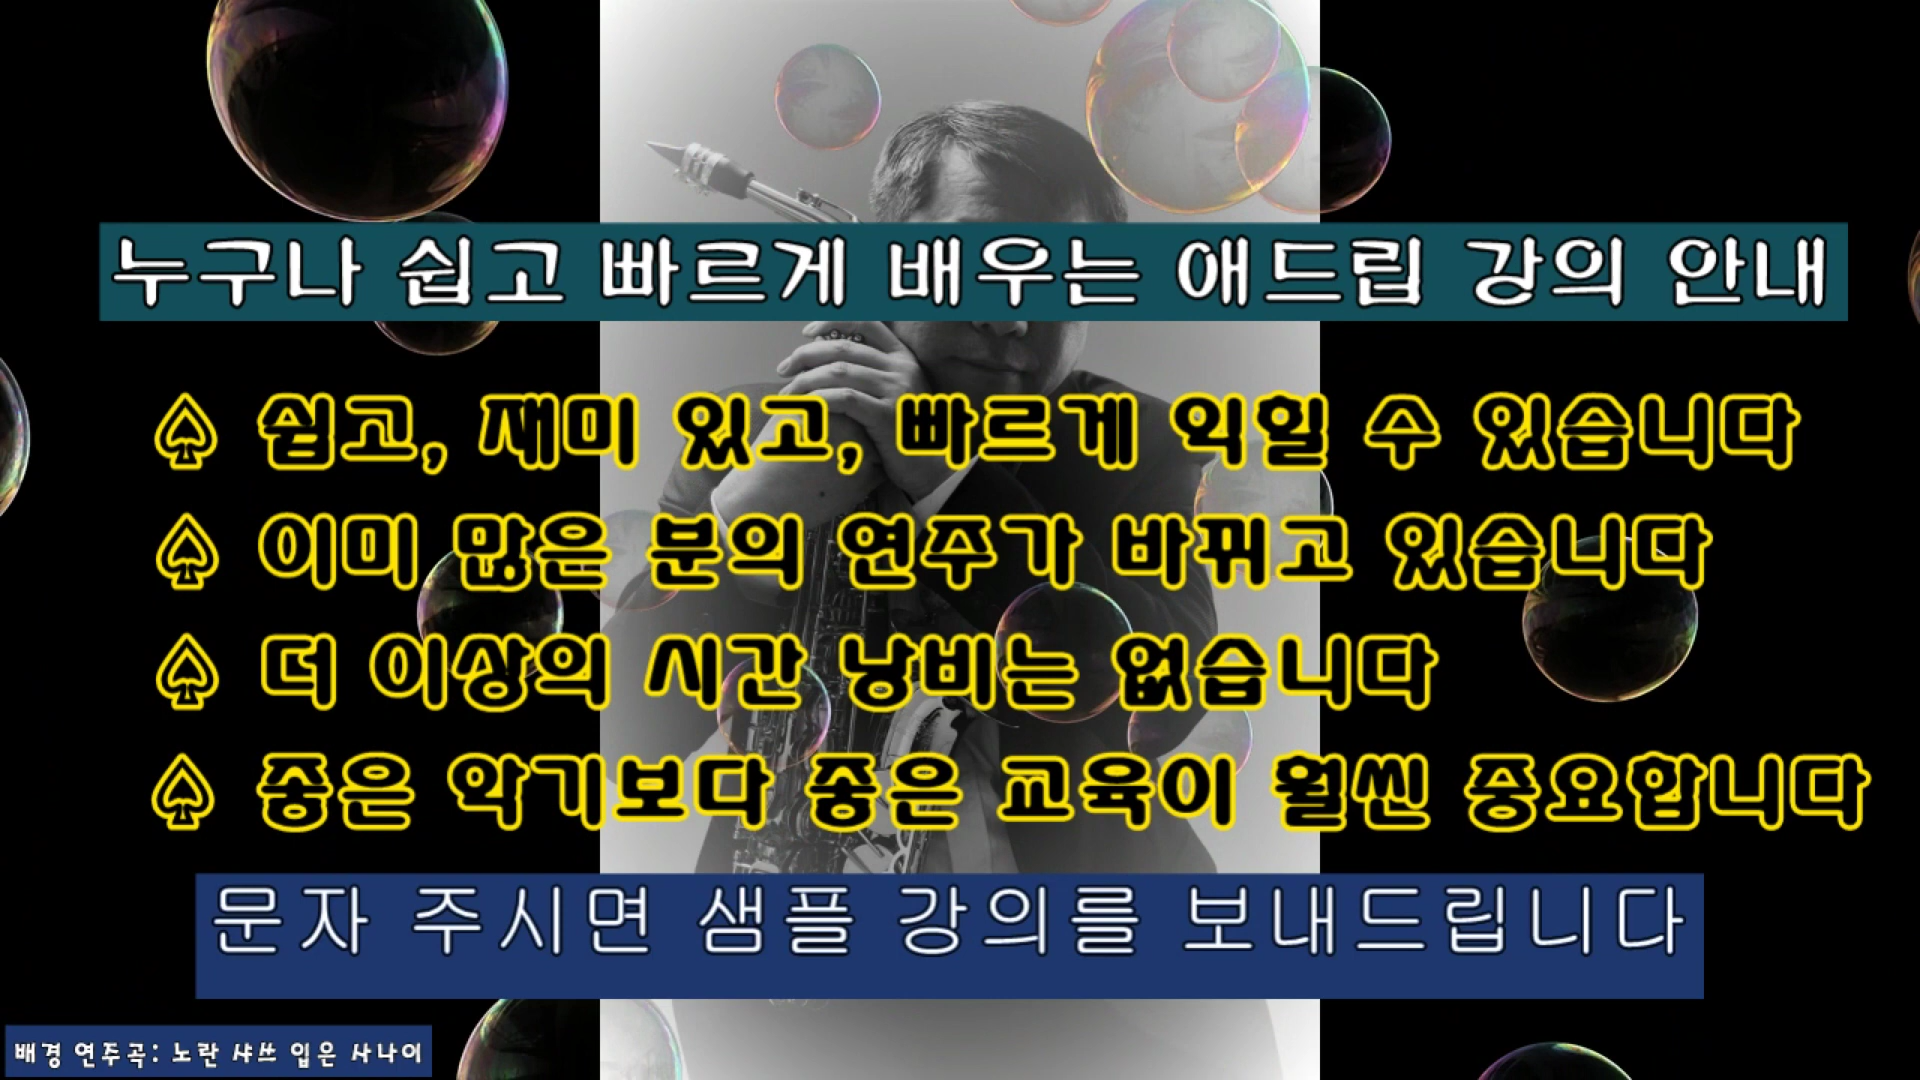 누구나 쉽고 빠르게 배우는 애드립 강의 안내
♤ 쉽고, 재미 있고, 빠르게 익힐 수 있습니다
♤ 이미 많은 분의 연주가 바뀌고 있습니다
♤ 더 이상의 시간 낭비는 없습니다
♤ 좋은 악기보다 좋은 교육이 훨씬 중요합니다
문자 주시면 샘플 강의를 보내드립니다
배경 연주곡: 노란 샤쓰 입은 사나이